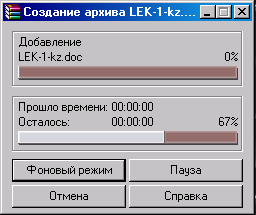 Создание архива LEK-1-kz....
Добавление
LEK-1-kz.doc 0%
Прошло времени: 00:00:00
Осталось: 00:00:00 67%
Фоновый режим Пауза
Отмена Справка